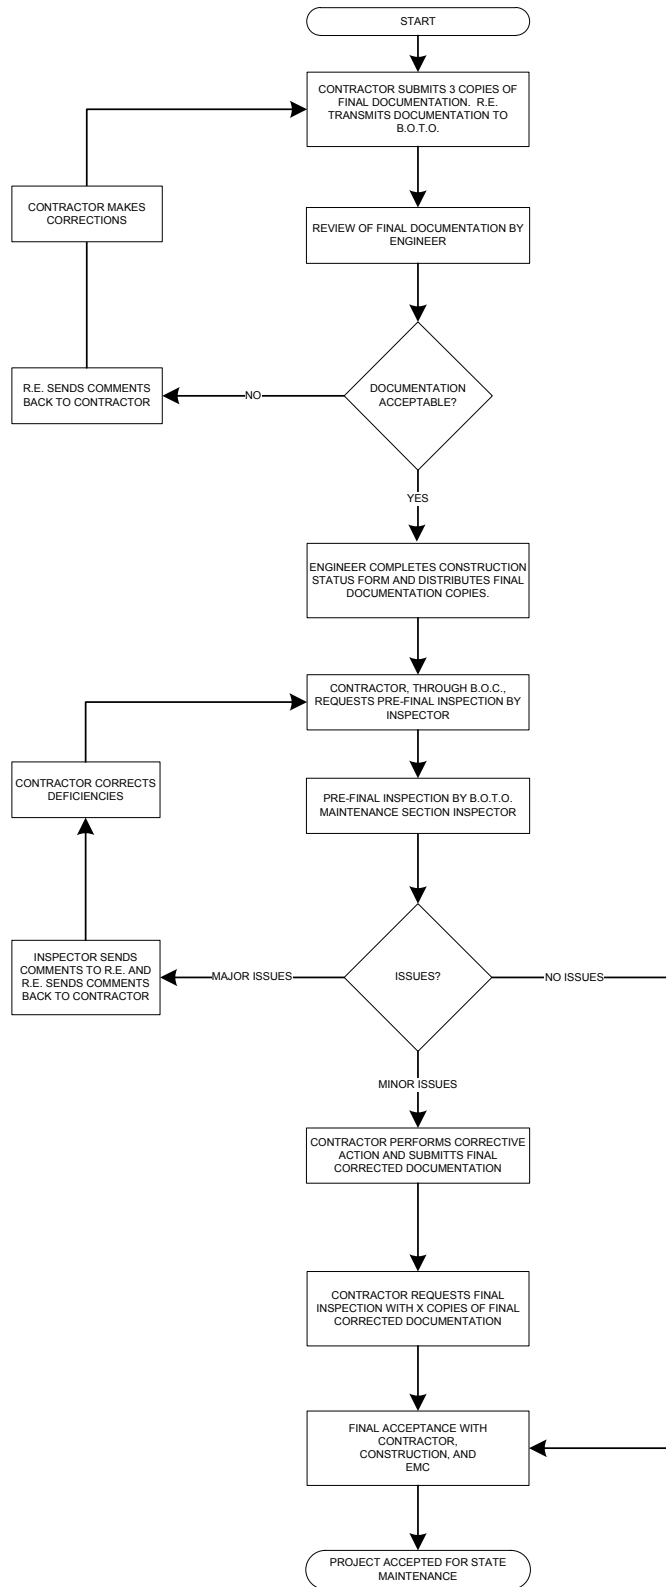 START
CONTRACTOR SUBMITS 3 COPIES OF
FINAL DOCUMENTATION. R.E.
TRANSMITS DOCUMENTATION TO
B.O.T.O.
CONTRACTOR MAKES
CORRECTIONS
REVIEW OF FINAL DOCUMENTATION BY
ENGINEER
R.E. SENDS COMMENTS
BACK TO CONTRACTOR
NO
DOCUMENTATION
ACCEPTABLE?
YES
ENGINEER COMPLETES CONSTRUCTION
STATUS FORM AND DISTRIBUTES FINAL
DOCUMENTATION COPIES.
CONTRACTOR, THROUGH B.O.C.,
REQUESTS PRE-FINAL INSPECTION BY
INSPECTOR
CONTRACTOR CORRECTS
DEFICIENCIES
PRE-FINAL INSPECTION BY B.O.T.O.
MAINTENANCE SECTION INSPECTOR
INSPECTOR SENDS
COMMENTS TO R.E. AND
R.E. SENDS COMMENTS
BACK TO CONTRACTOR
MAJOR ISSUES
ISSUES?
NO ISSUES
MINOR ISSUES
CONTRACTOR PERFORMS CORRECTIVE
ACTION AND SUBMITTS FINAL
CORRECTED DOCUMENTATION
CONTRACTOR REQUESTS FINAL
INSPECTION WITH X COPIES OF FINAL
CORRECTED DOCUMENTATION
FINAL ACCEPTANCE WITH
CONTRACTOR,
CONSTRUCTION, AND
EMC
PROJECT ACCEPTED FOR STATE
MAINTENANCE